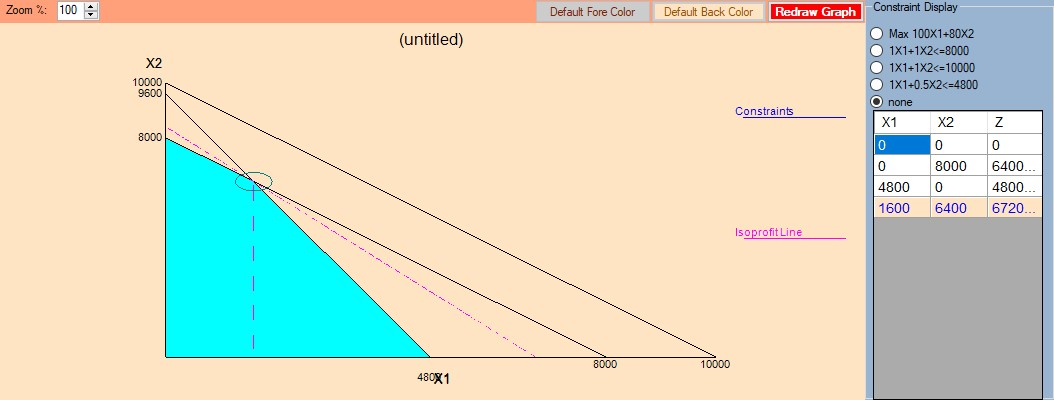 Zoom %: 100 Default Fore Color Default Back Color Redraw Graph
Constraint Display
(untitled)
Max 100X1+80X2
1X1+1X2<=8000
1X1+1X2<=10000
1X1+0.5X2<=4800
none
X2
10000
9600
8000
Constraints
Isoprofit Line
8000
10000
X1
X1 X2 Z
0 0 0
0 8000 6400...
4800 0 4800...
1600 6400 6720...